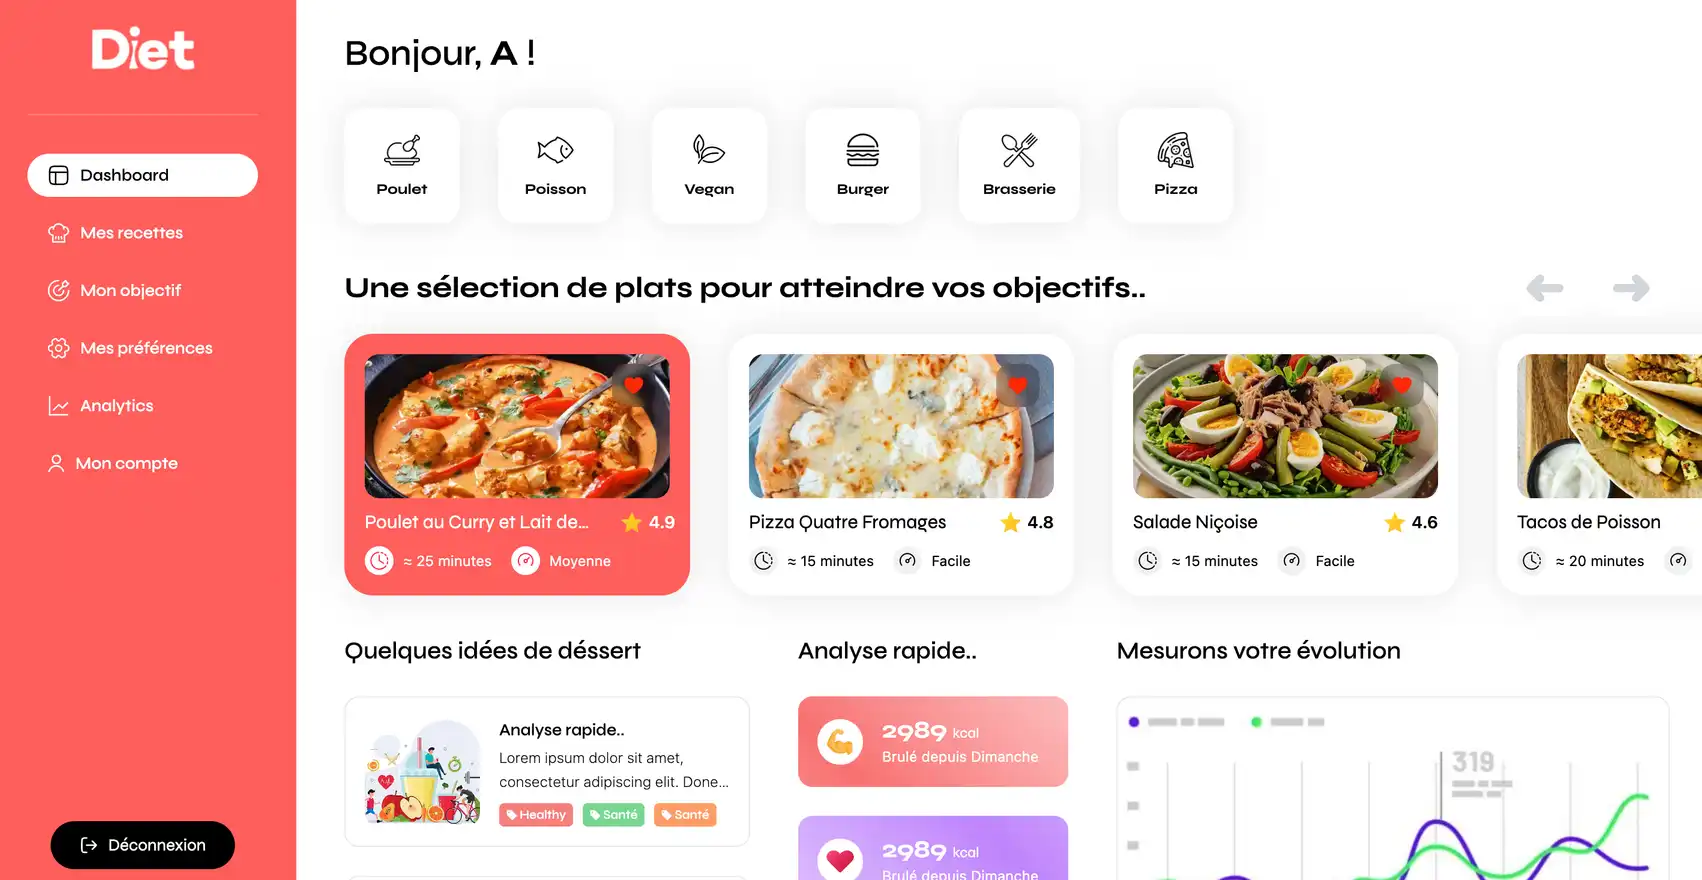 Diet
Dashboard
Mes recettes
Mon objectif
Mes préférences
Analytics
Mon compte
Déconnexion
Bonjour, A !
Poulet
Poisson
Vegan
Burger
Brasserie
Pizza
Une sélection de plats pour atteindre vos objectifs..
Poulet au Curry et Lait de...
4.9
≈ 25 minutes
Moyenne
Pizza Quatre Fromages
4.8
≈ 15 minutes
Facile
Salade Niçoise
4.6
≈ 15 minutes
Facile
Tacos de Poisson
≈ 20 minutes
Quelques idées de déssert
Analyse rapide..
Lorem ipsum dolor sit amet,
consectetur adipiscing elit. Done...
Healthy
Santé
Santé
Analyse rapide..
2989 kcal
Brulé depuis Dimanche
2989 kcal
Brulé depuis Dimanche
Mesurons votre évolution
319